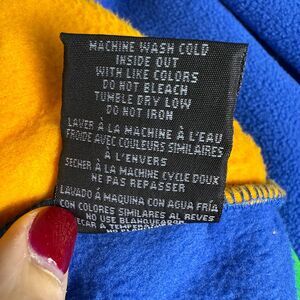 MACHINE WASH COLD
INSIDE OUT
WITH LIKE COLORS
DO NOT BLEACH
TUMBLE DRY LOW
DO NOT IRON
LAVER À LA MACHINE À L'EAU
FROIDE AVEC COULEURS SIMILAIRES
À L'ENVERS
SECHER À LA MACHINE CYCLE DOUX
NE PAS REPASSER
LAVADO A MAQUINA CON AGUA FRIA
CON COLORES SIMILARES AL REVES
NO USE BLANQUEADOR
A
NO PLAN